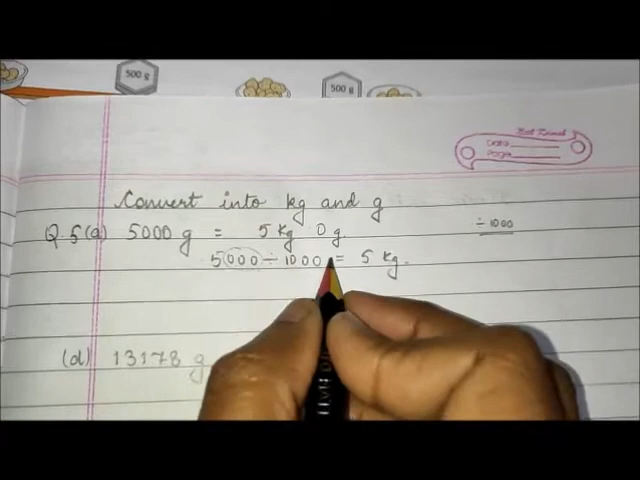 500 g
500 g
Date
Page
Convert into kg and g
Q.5(a) 5000 g = 5 kg 0 g.
÷ 1000
5000 ÷ 1000 = 5 kg.
(d) 13178 g